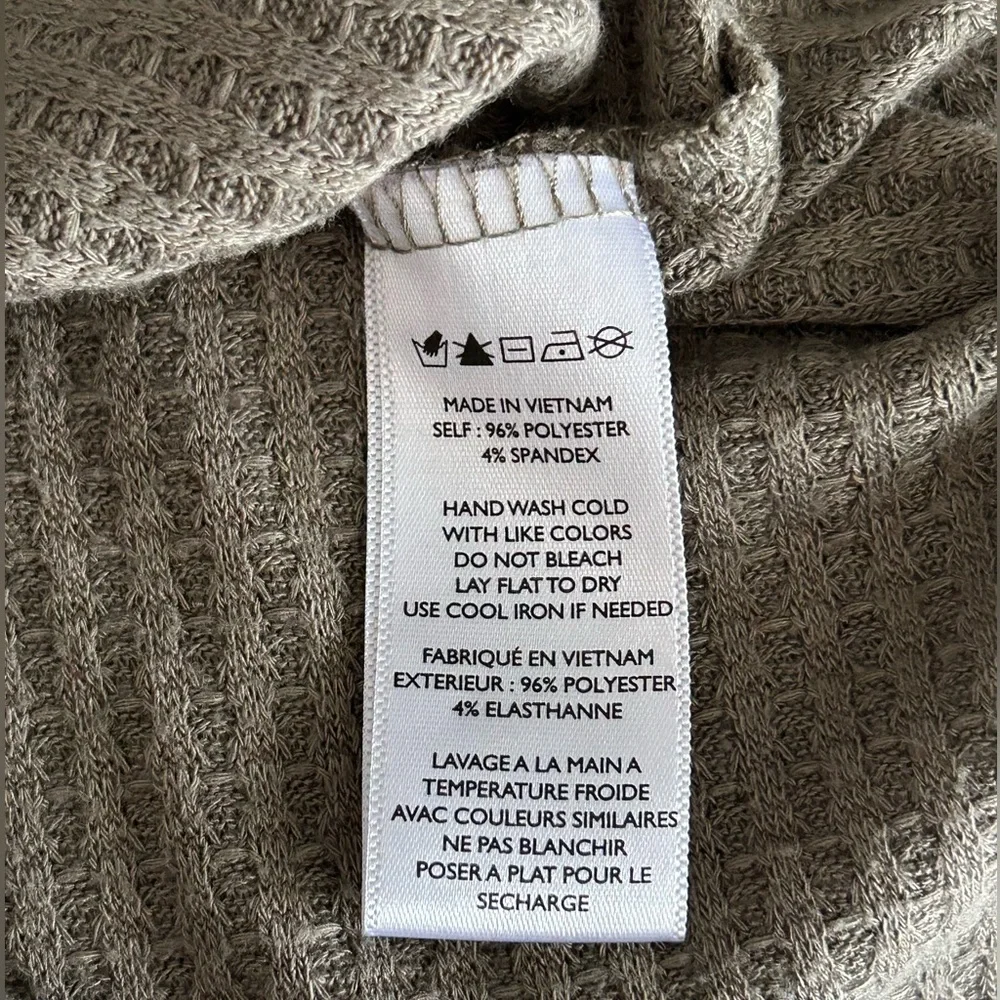 MADE IN VIETNAM
SELF : 96% POLYESTER
4% SPANDEX
HAND WASH COLD
WITH LIKE COLORS
DO NOT BLEACH
LAY FLAT TO DRY
USE COOL IRON IF NEEDED
FABRIQUÉ EN VIETNAM
EXTERIEUR : 96% POLYESTER
4% ELASTHANNE
LAVAGE A LA MAIN A
TEMPERATURE FROIDE
AVAC COULEURS SIMILAIRES
NE PAS BLANCHIR
POSER A PLAT POUR LE
SECHARGE